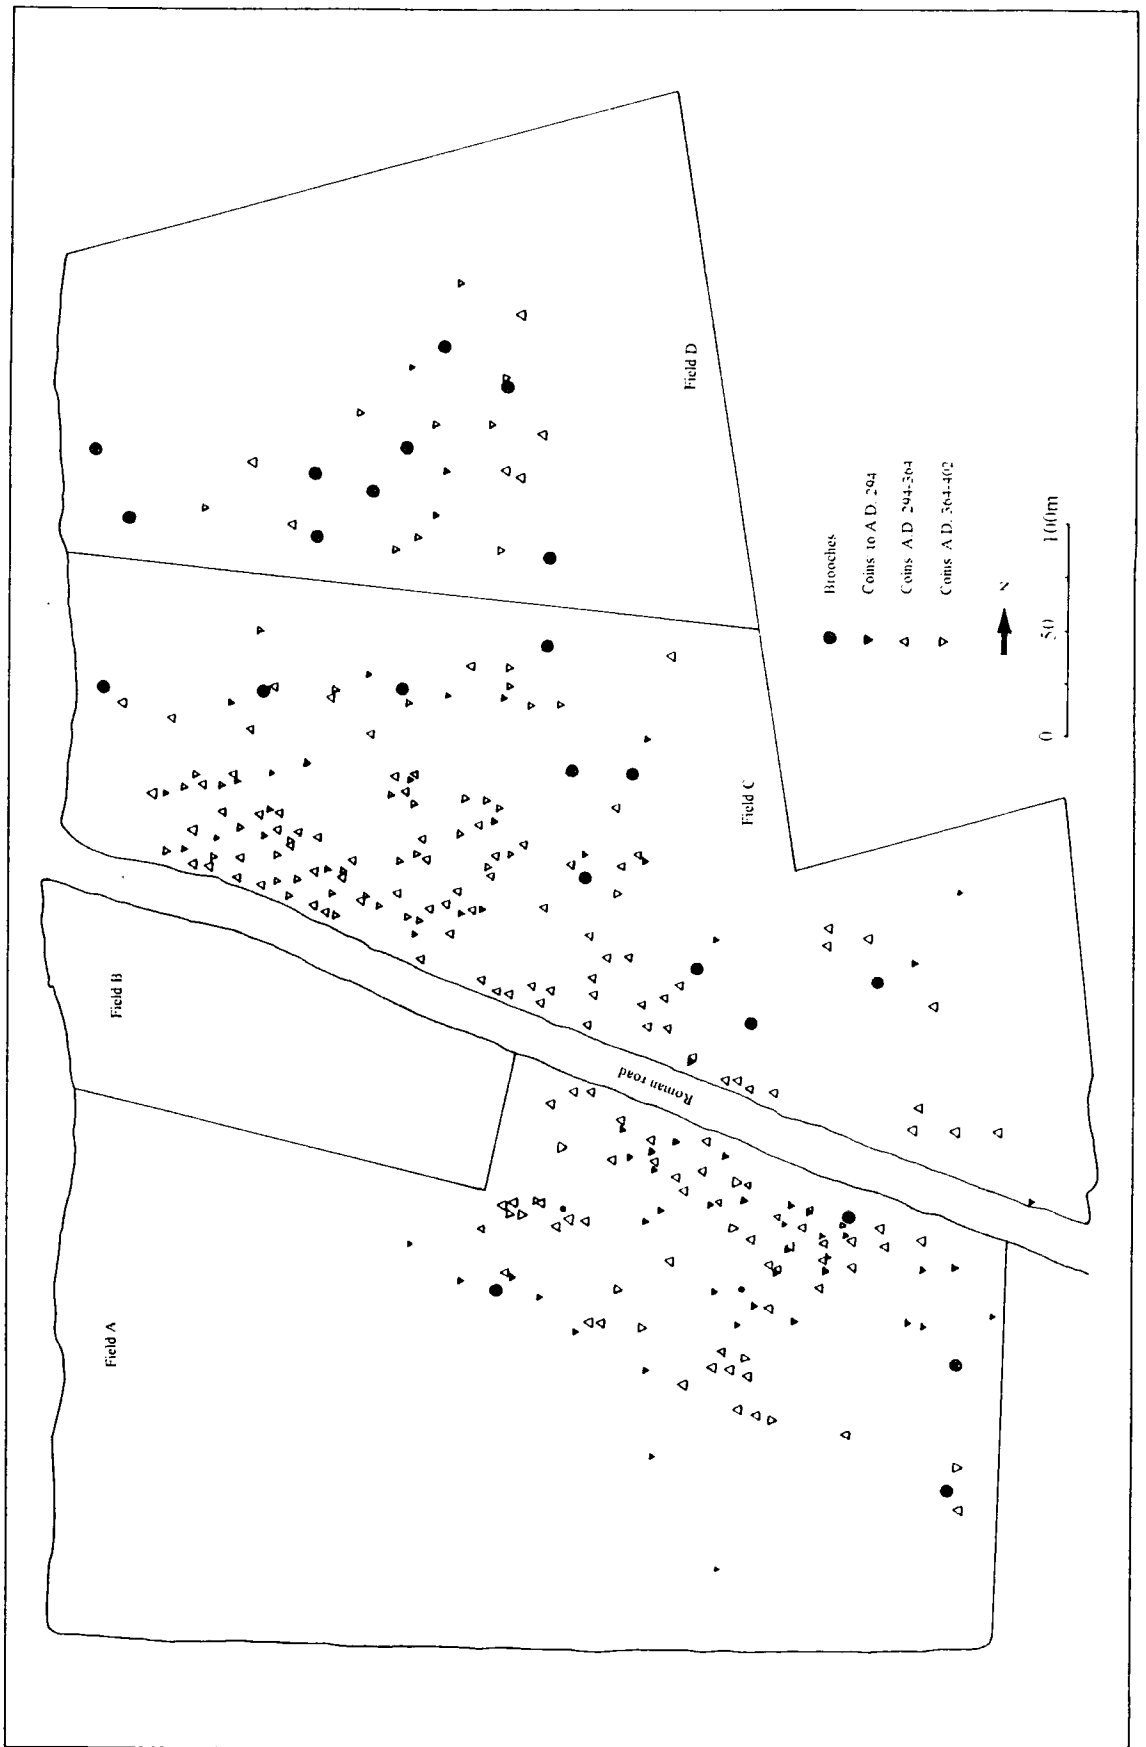 Field A
Field B
Roman road
Field C
Field D
Brooches
Coins to A.D. 294
Coins A.D. 294-364
Coins A.D. 364-402
N
0 50 100m